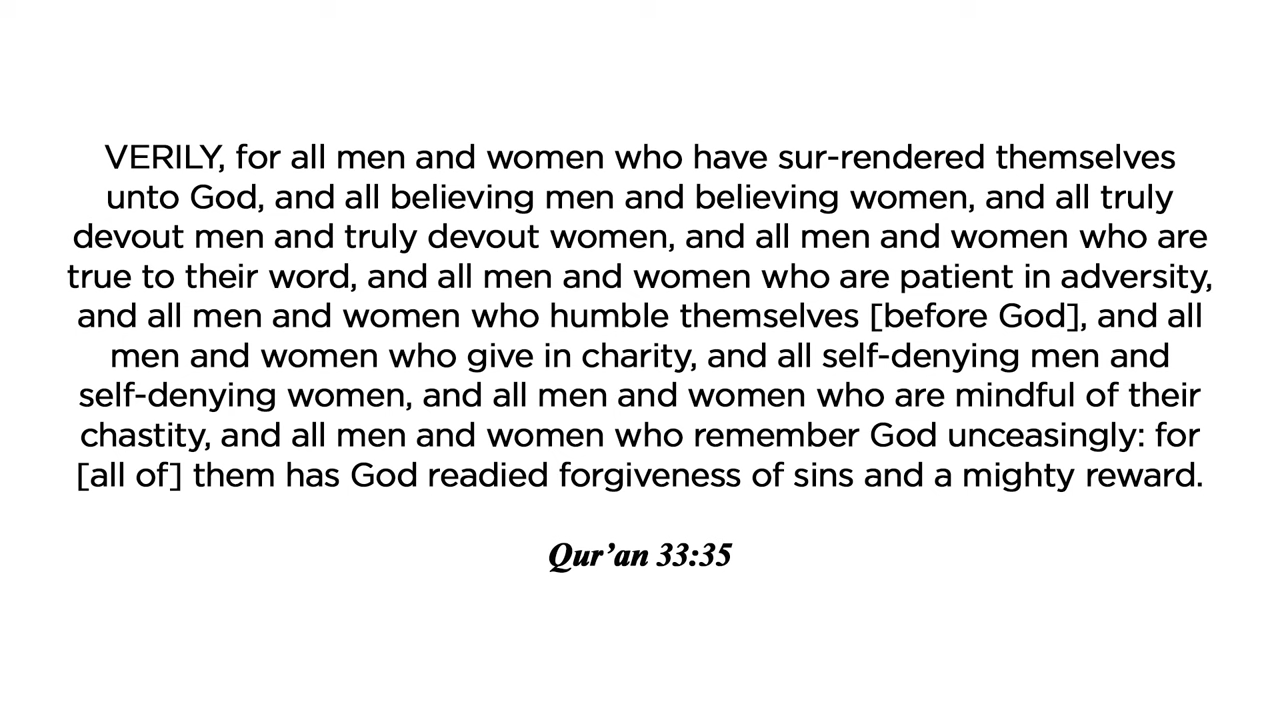 VERILY, for all men and women who have sur-rendered themselves
unto God, and all believing men and believing women, and all truly
devout men and truly devout women, and all men and women who are
true to their word, and all men and women who are patient in adversity,
and all men and women who humble themselves [before God], and all
men and women who give in charity, and all self-denying men and
self-denying women, and all men and women who are mindful of their
chastity, and all men and women who remember God unceasingly: for
[all of] them has God readied forgiveness of sins and a mighty reward.
Qur’an 33:35